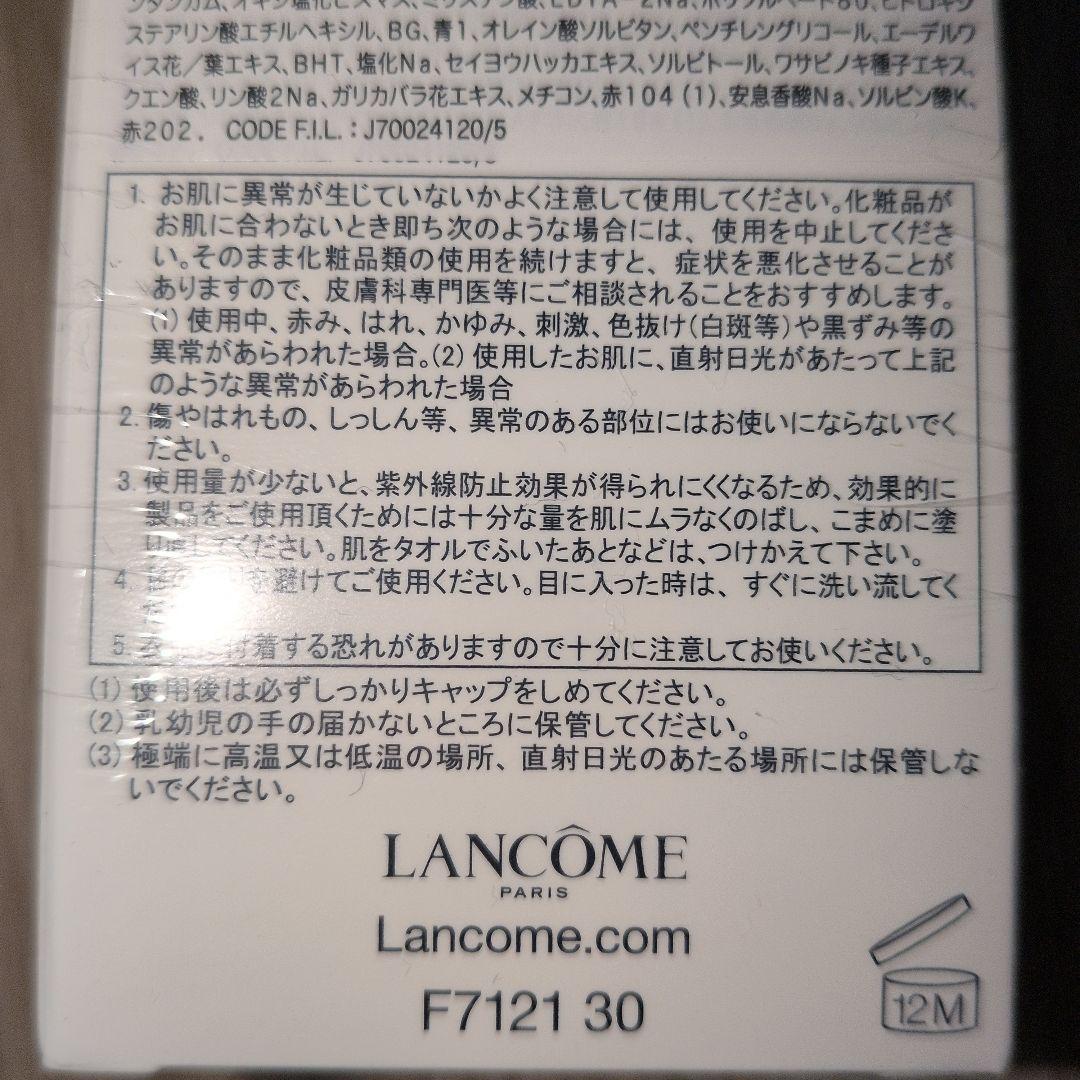 ステアリン酸エチルヘキシル、BG、青1、オレイン酸ソルビタン、ペンチレングリコール、エーデルワ
イス花/葉エキス、BHT、塩化Na、セイヨウハッカエキス、ソルビトール、ワサビノキ種子エキス、
クエン酸、リン酸2Na、ガリカバラ花エキス、メチコン、赤104(1)、安息香酸Na、ソルビン酸K、
赤202. CODE F.I.L.:J70024120/5
1. お肌に異常が生じていないかよく注意して使用してください。化粧品が
お肌に合わないとき即ち次のような場合には、使用を中止してくださ
い。そのまま化粧品類の使用を続けますと、症状を悪化させることが
ありますので、皮膚科専門医等にご相談されることをおすすめします。
(1)使用中、赤み、はれ、かゆみ、刺激、色抜け(白斑等)や黒ずみ等の
異常があらわれた場合。(2)使用したお肌に、直射日光があたって上記
のような異常があらわれた場合
2. 傷やはれもの、しっしん等、異常のある部位にはお使いにならないでく
ださい。
3. 使用量が少ないと、紫外線防止効果が得られにくくなるため、効果的に
製品をご使用頂くためには十分な量を肌にムラなくのばし、こまめに塗
り直してください。肌をタオルでふいたあとなどは、つけかえて下さい。
4. を避けてご使用ください。目に入った時は、すぐに洗い流してく
5. 付着する恐れがありますので十分に注意してお使いください。
(1) 使用後は必ずしっかりキャップをしめてください。
(2) 乳幼児の手の届かないところに保管してください。
(3) 極端に高温又は低温の場所、直射日光のあたる場所には保管しな
いでください。
LANCÔME
PARIS
Lancome.com
F7121 30
12M